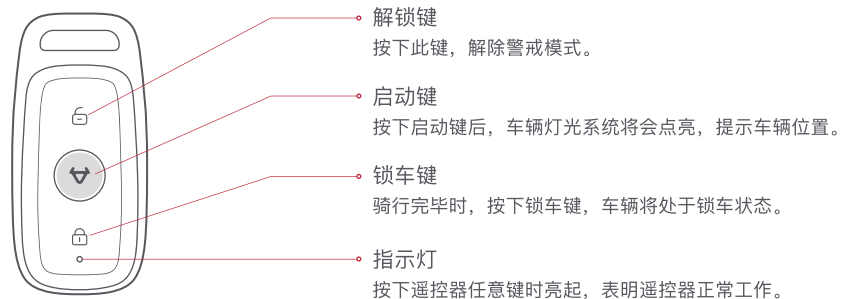 解锁键
按下此键，解除警戒模式。
启动键
按下启动键后，车辆灯光系统将会点亮，提示车辆位置。
锁车键
骑行完毕时，按下锁车键，车辆将处于锁车状态。
指示灯
按下遥控器任意键时亮起，表明遥控器正常工作。